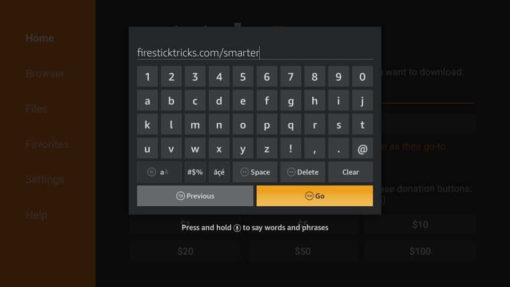 Home
Browser
Files
Favorites
Settings
Help
want to download.
as their go-to
donation buttons:
firesticktricks.com/smarter
1 2 3 4 5 6 7 8 9 0
a b c d e f g h i j
k l m n o p q r s t
u v w x y z ! , . @
a^ #$% äçé Space Delete Clear
Previous Go
Press and hold to say words and phrases
$10
$20 $50 $100